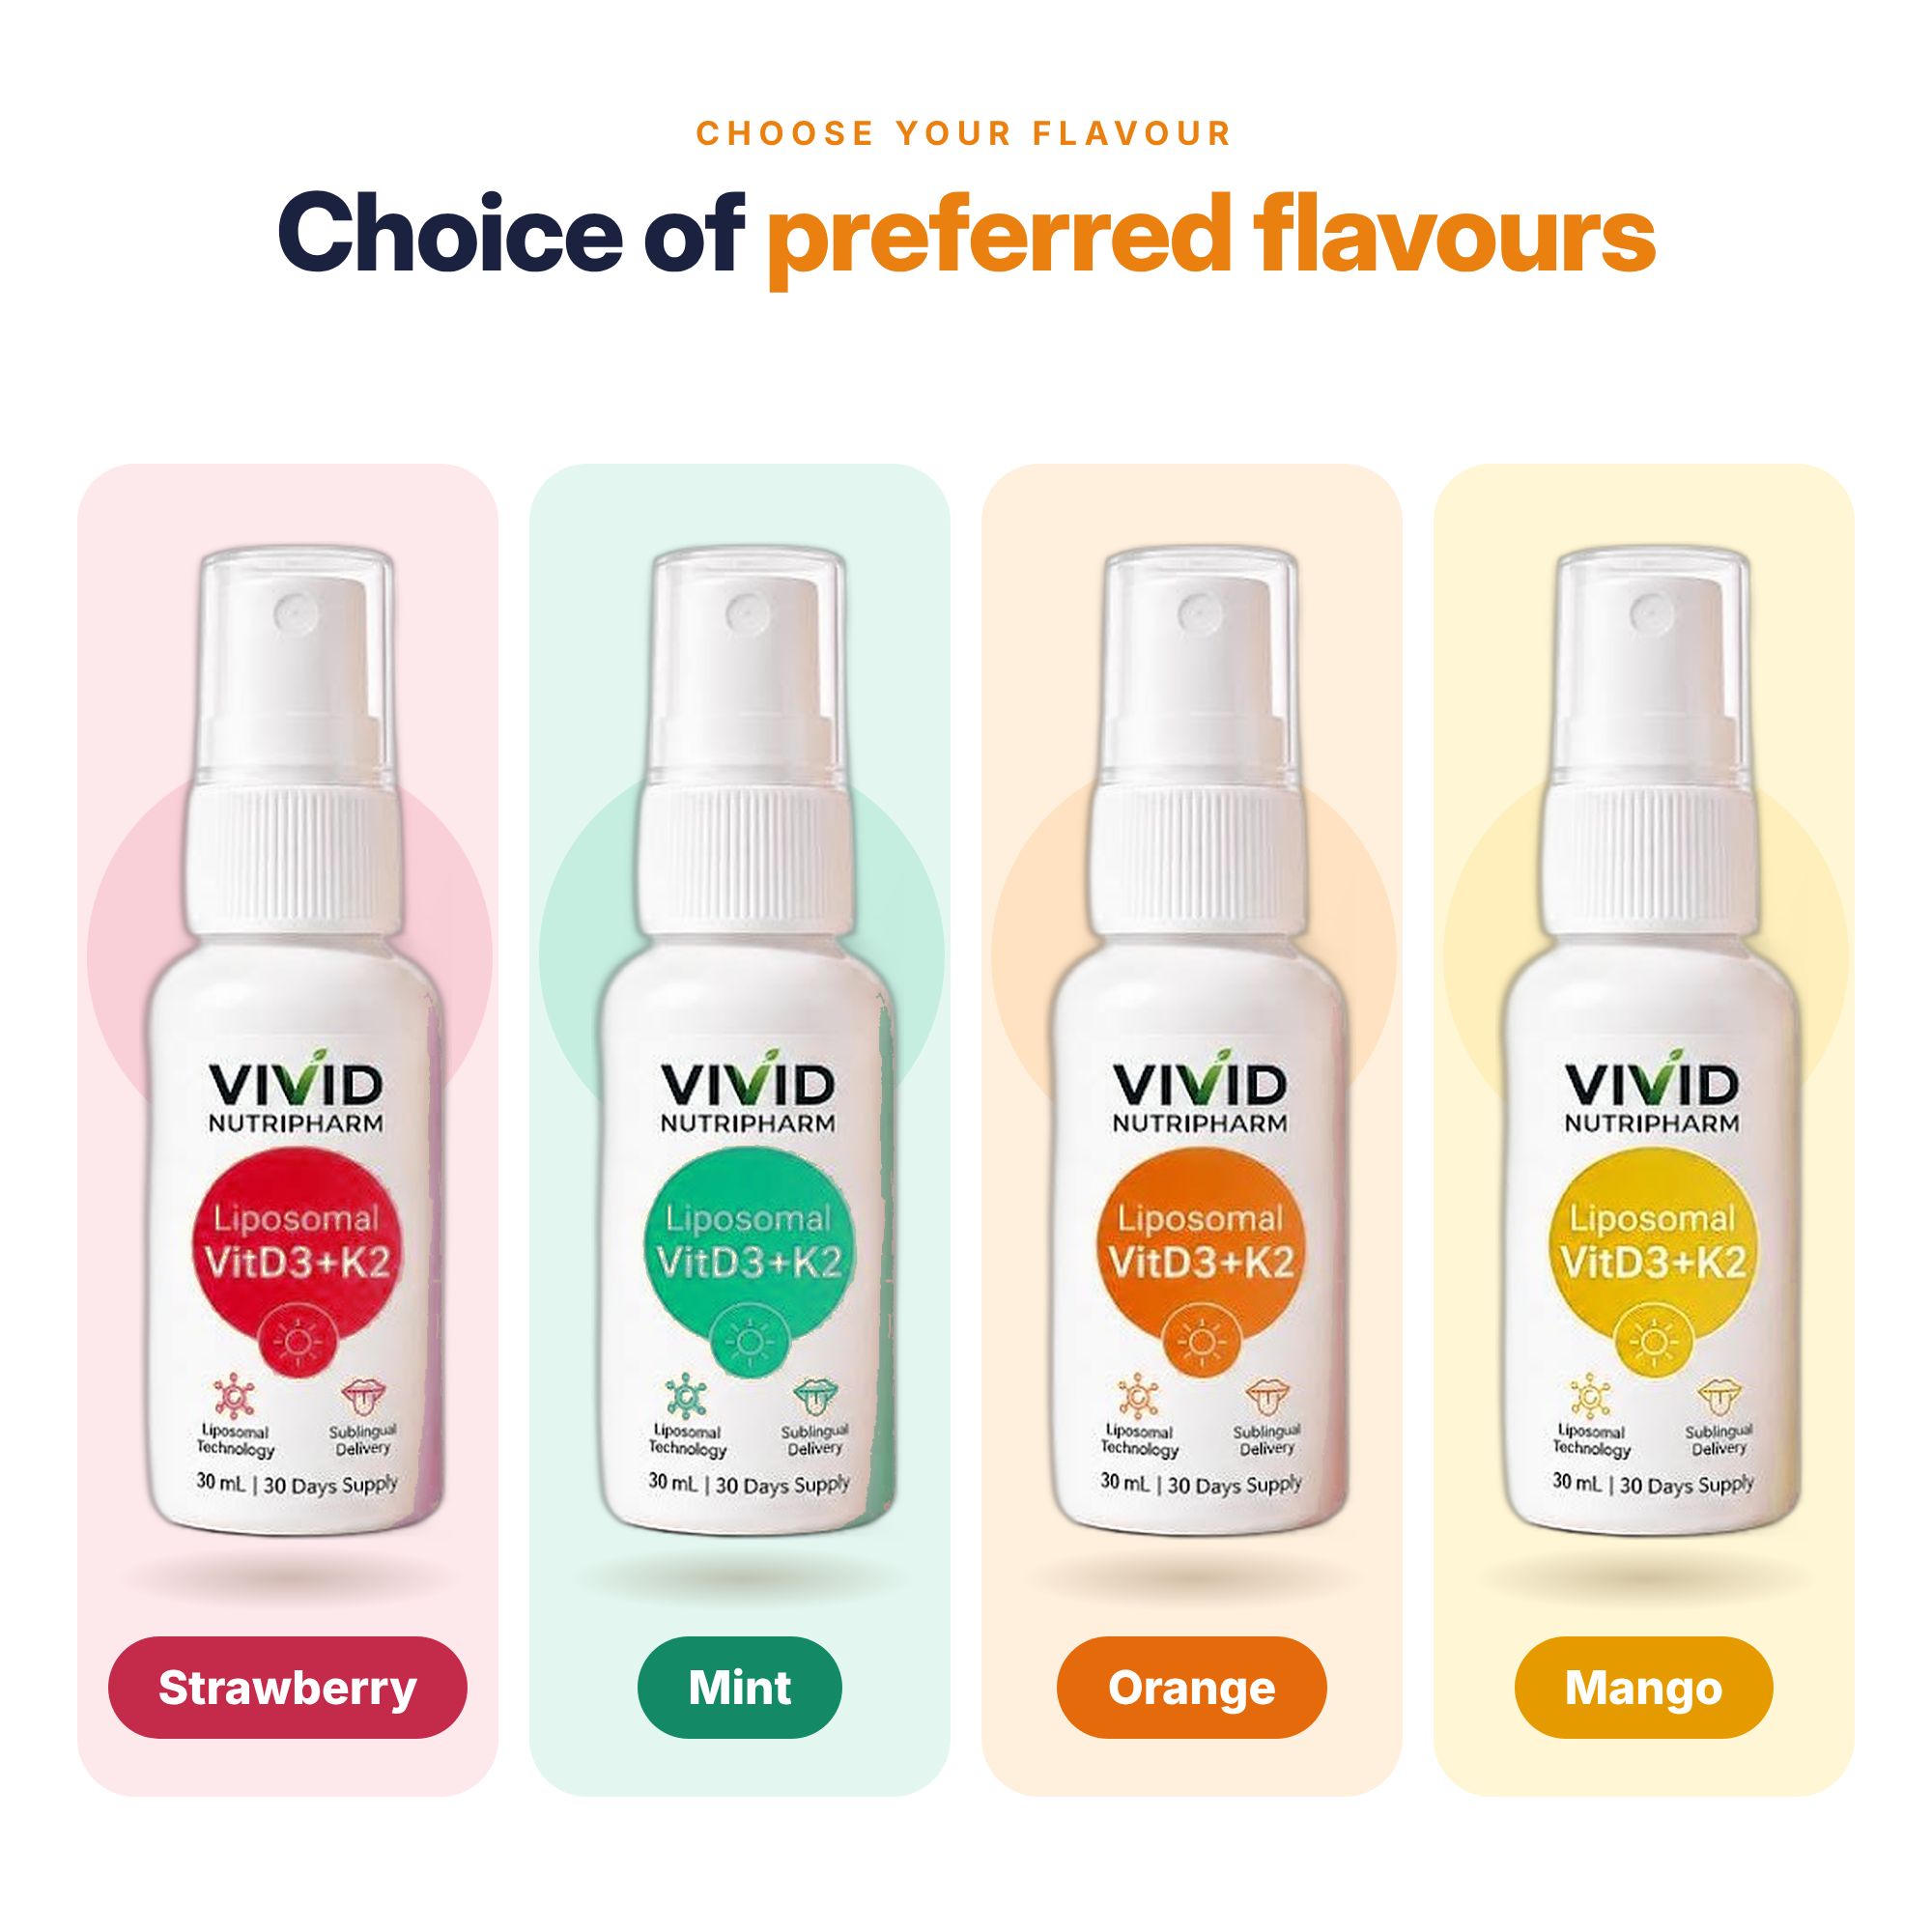 CHOOSE YOUR FLAVOUR
Choice of preferred flavours
VIVID
NUTRIPHARM
Liposomal
VitD3+K2
Liposomal
Technology
Sublingual
Delivery
30 mL | 30 Days Supply
Strawberry
VIVID
NUTRIPHARM
Liposomal
VitD3+K2
Liposomal
Technology
Sublingual
Delivery
30 mL | 30 Days Supply
Mint
VIVID
NUTRIPHARM
Liposomal
VitD3+K2
Liposomal
Technology
Sublingual
Delivery
30 mL | 30 Days Supply
Orange
VIVID
NUTRIPHARM
Liposomal
VitD3+K2
Liposomal
Technology
Sublingual
Delivery
30 mL | 30 Days Supply
Mango